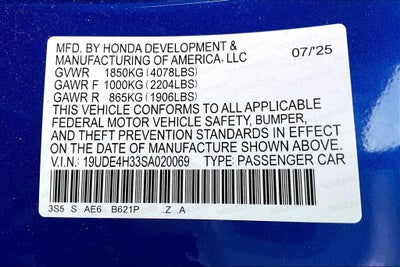 MFD. BY HONDA DEVELOPMENT & 07/'25
MANUFACTURING OF AMERICA, LLC
GVWR 1850KG (4078LBS)
GAWR F 1000KG (2204LBS)
GAWR R 865KG (1906LBS)
THIS VEHICLE CONFORMS TO ALL APPLICABLE
FEDERAL MOTOR VEHICLE SAFETY, BUMPER,
AND THEFT PREVENTION STANDARDS IN EFFECT
ON THE DATE OF MANUFACTURE SHOWN ABOVE.
V.I.N.: 19UDE4H33SA020069 TYPE: PASSENGER CAR
3S5 S AE6 B621P .Z .A